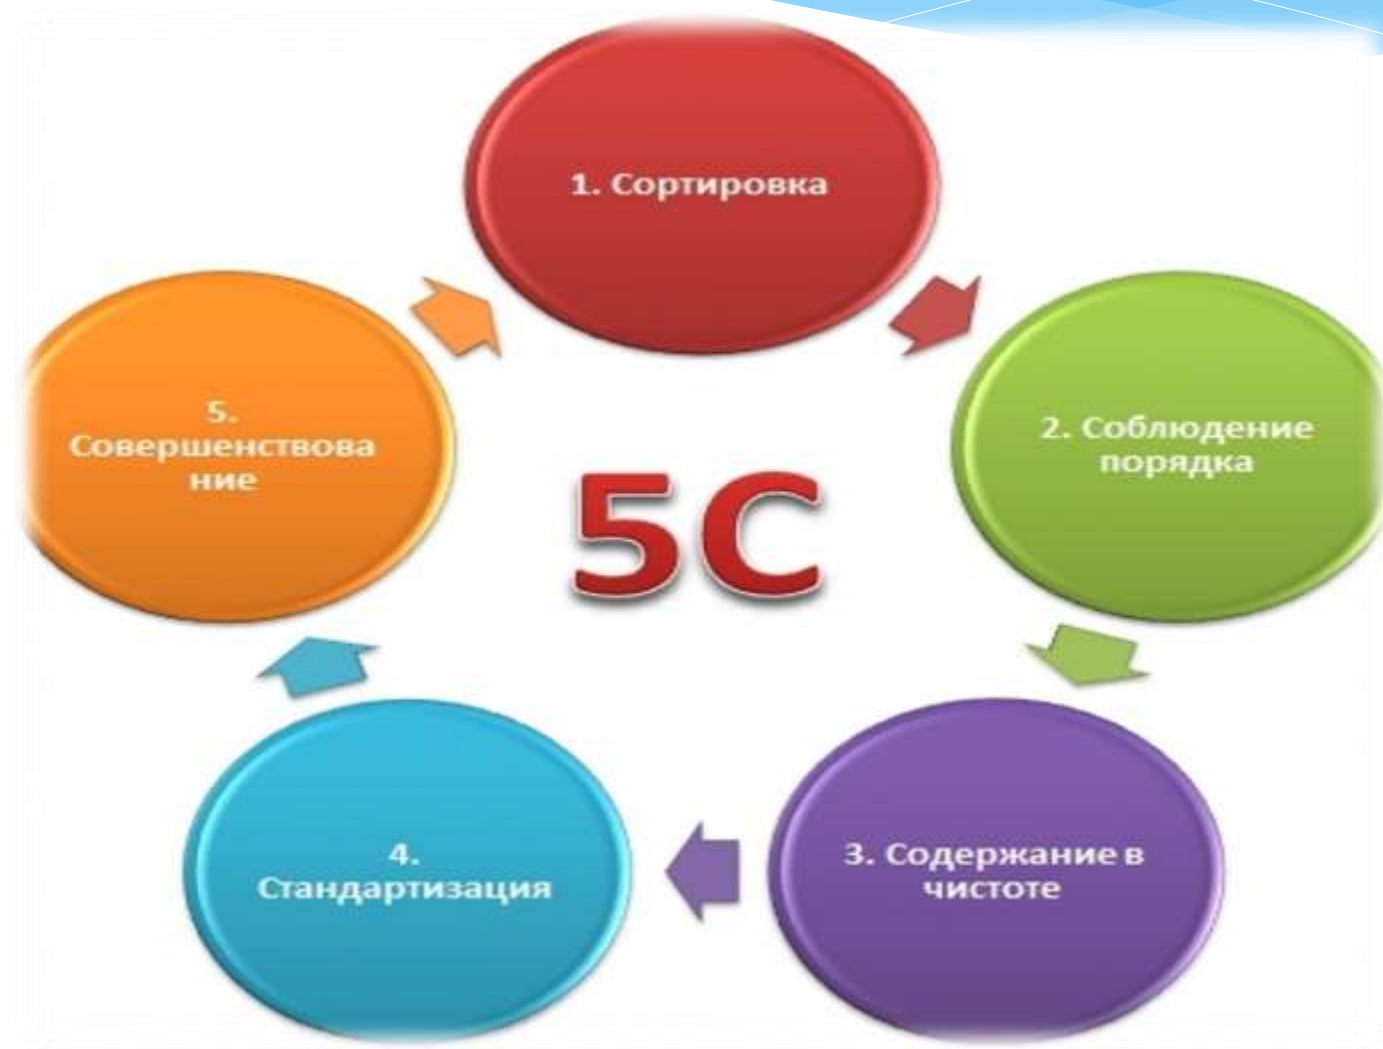 1. Сортировка
2. Соблюдение
порядка
3. Содержание в
чистоте
4.
Стандартизация
5.
Совершенствова
ние
5С